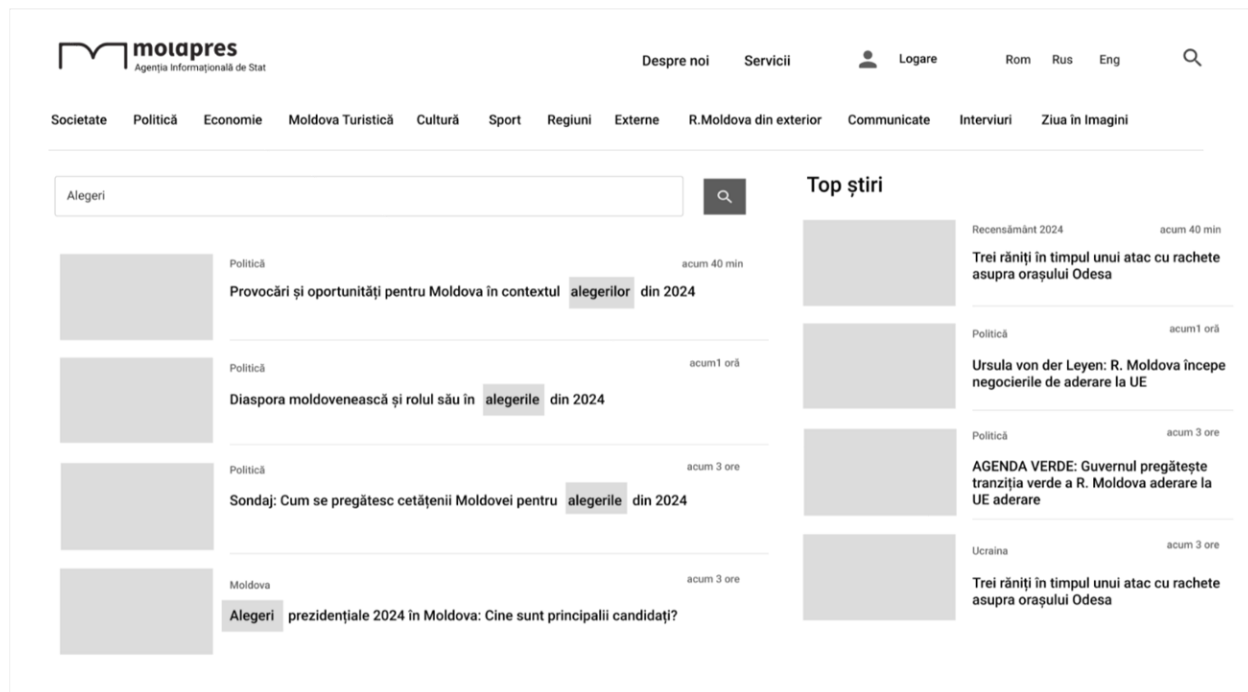 moldpres
Agenția Informațională de Stat
Despre noi Servicii Logare Rom Rus Eng
Societate Politică Economie Moldova Turistică Cultură Sport Regiuni Externe R.Moldova din exterior Communicate Interviuri Ziua în Imagini
Alegeri
Politică acum 40 min
Provocări și oportunități pentru Moldova în contextul alegerilor din 2024
Politică acum1 oră
Diaspora moldovenească și rolul său în alegerile din 2024
Politică acum 3 ore
Sondaj: Cum se pregătesc cetățenii Moldovei pentru alegerile din 2024
Moldova acum 3 ore
Alegeri prezidențiale 2024 în Moldova: Cine sunt principalii candidați?
Top știri
Recensământ 2024 acum 40 min
Trei răniți în timpul unui atac cu rachete
asupra orașului Odesa
Politică acum1 oră
Ursula von der Leyen: R. Moldova începe
negocierile de aderare la UE
Politică acum 3 ore
AGENDA VERDE: Guvernul pregătește
tranziția verde a R. Moldova aderare la
UE aderare
Ucraina acum 3 ore
Trei răniți în timpul unui atac cu rachete
asupra orașului Odesa